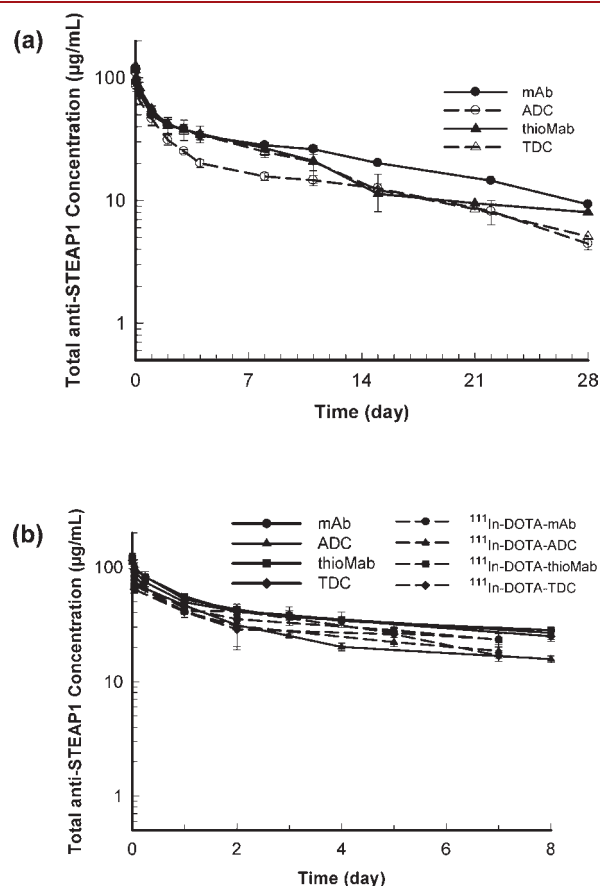 (a)
Total anti-STEAP1 Concentration (µg/mL)
100
10
1
mAb
ADC
thioMab
TDC
0 7 14 21 28
Time (day)
(b)
Total anti-STEAP1 Concentration (µg/mL)
100
10
1
mAb
ADC
thioMab
TDC
¹¹¹In-DOTA-mAb
¹¹¹In-DOTA-ADC
¹¹¹In-DOTA-thioMab
¹¹¹In-DOTA-TDC
0 2 4 6 8
Time (day)